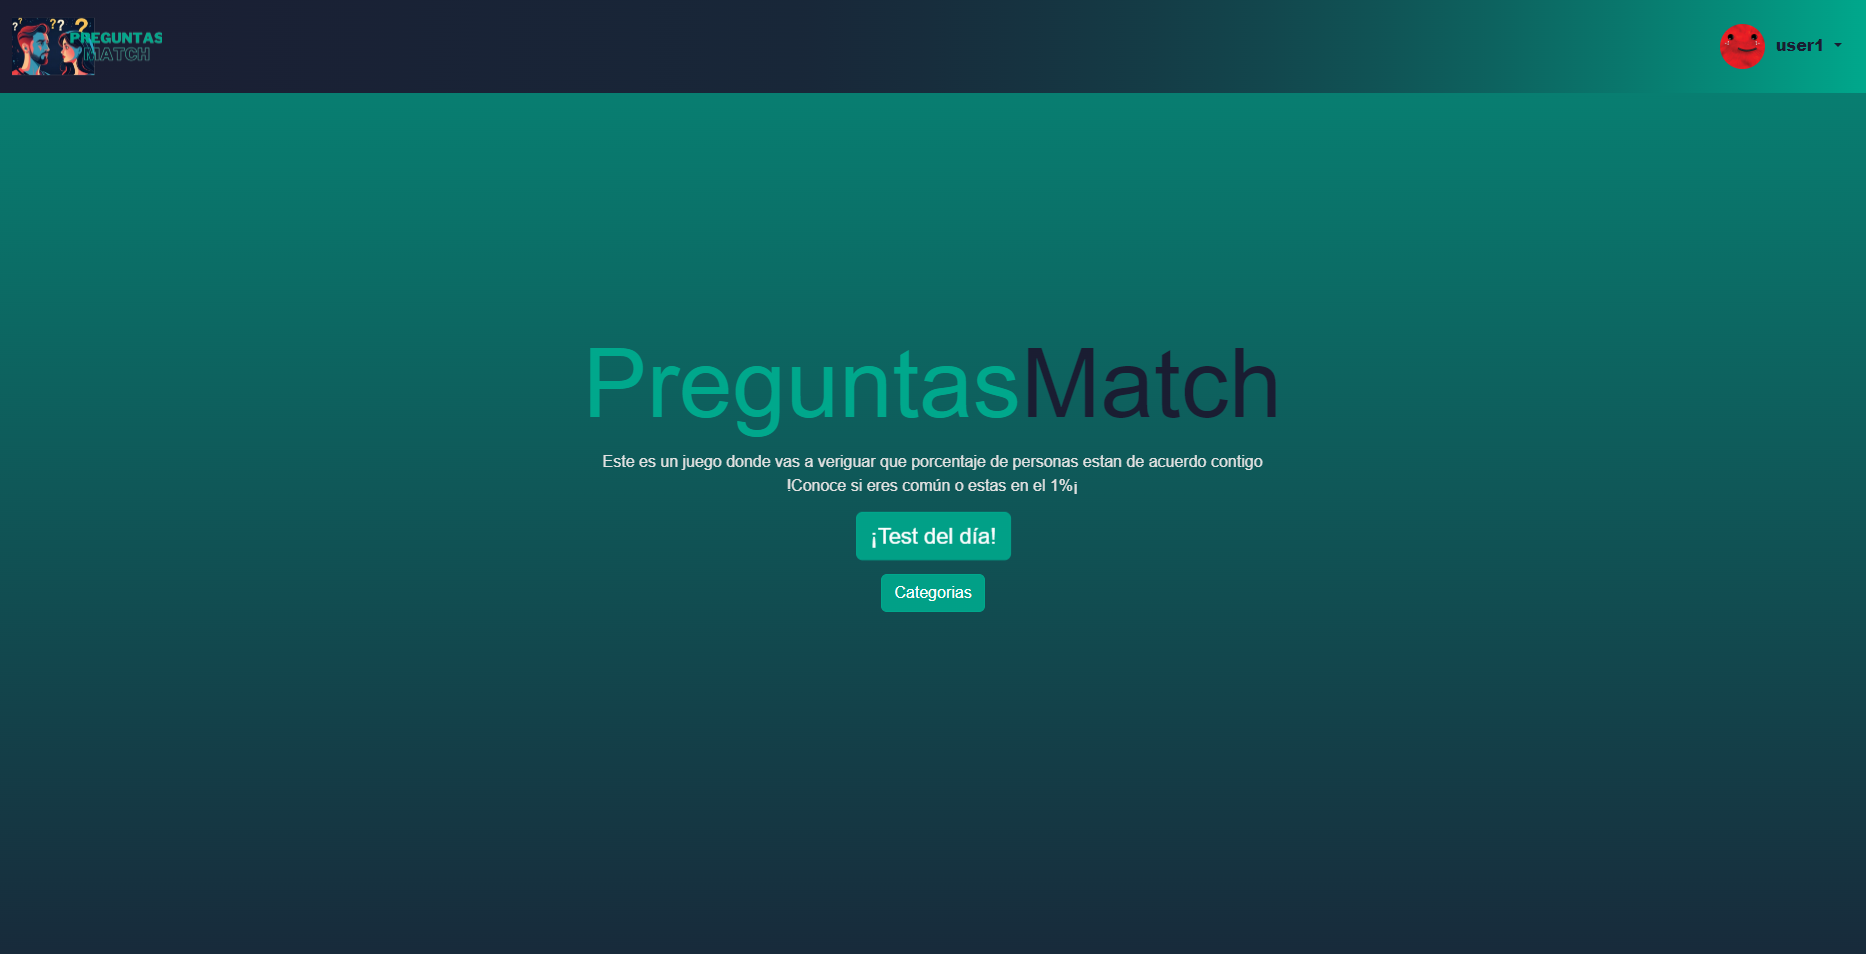 ? ? ? ? ? ?
PREGUNTAS
MATCH
user1
PreguntasMatch
Este es un juego donde vas a veriguar que porcentaje de personas estan de acuerdo contigo
!Conoce si eres común o estas en el 1%¡
¡Test del día!
Categorias